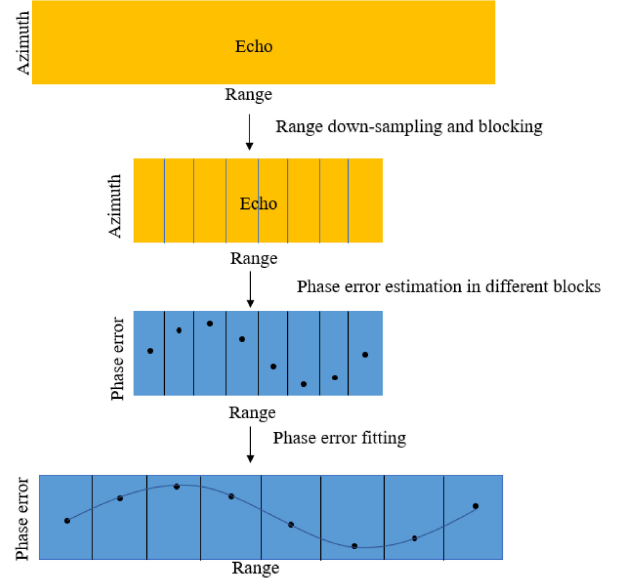 Azimuth
Echo
Range
Range down-sampling and blocking
Azimuth
Echo
Range
Phase error estimation in different blocks
Phase error
Range
Phase error fitting
Phase error
Range